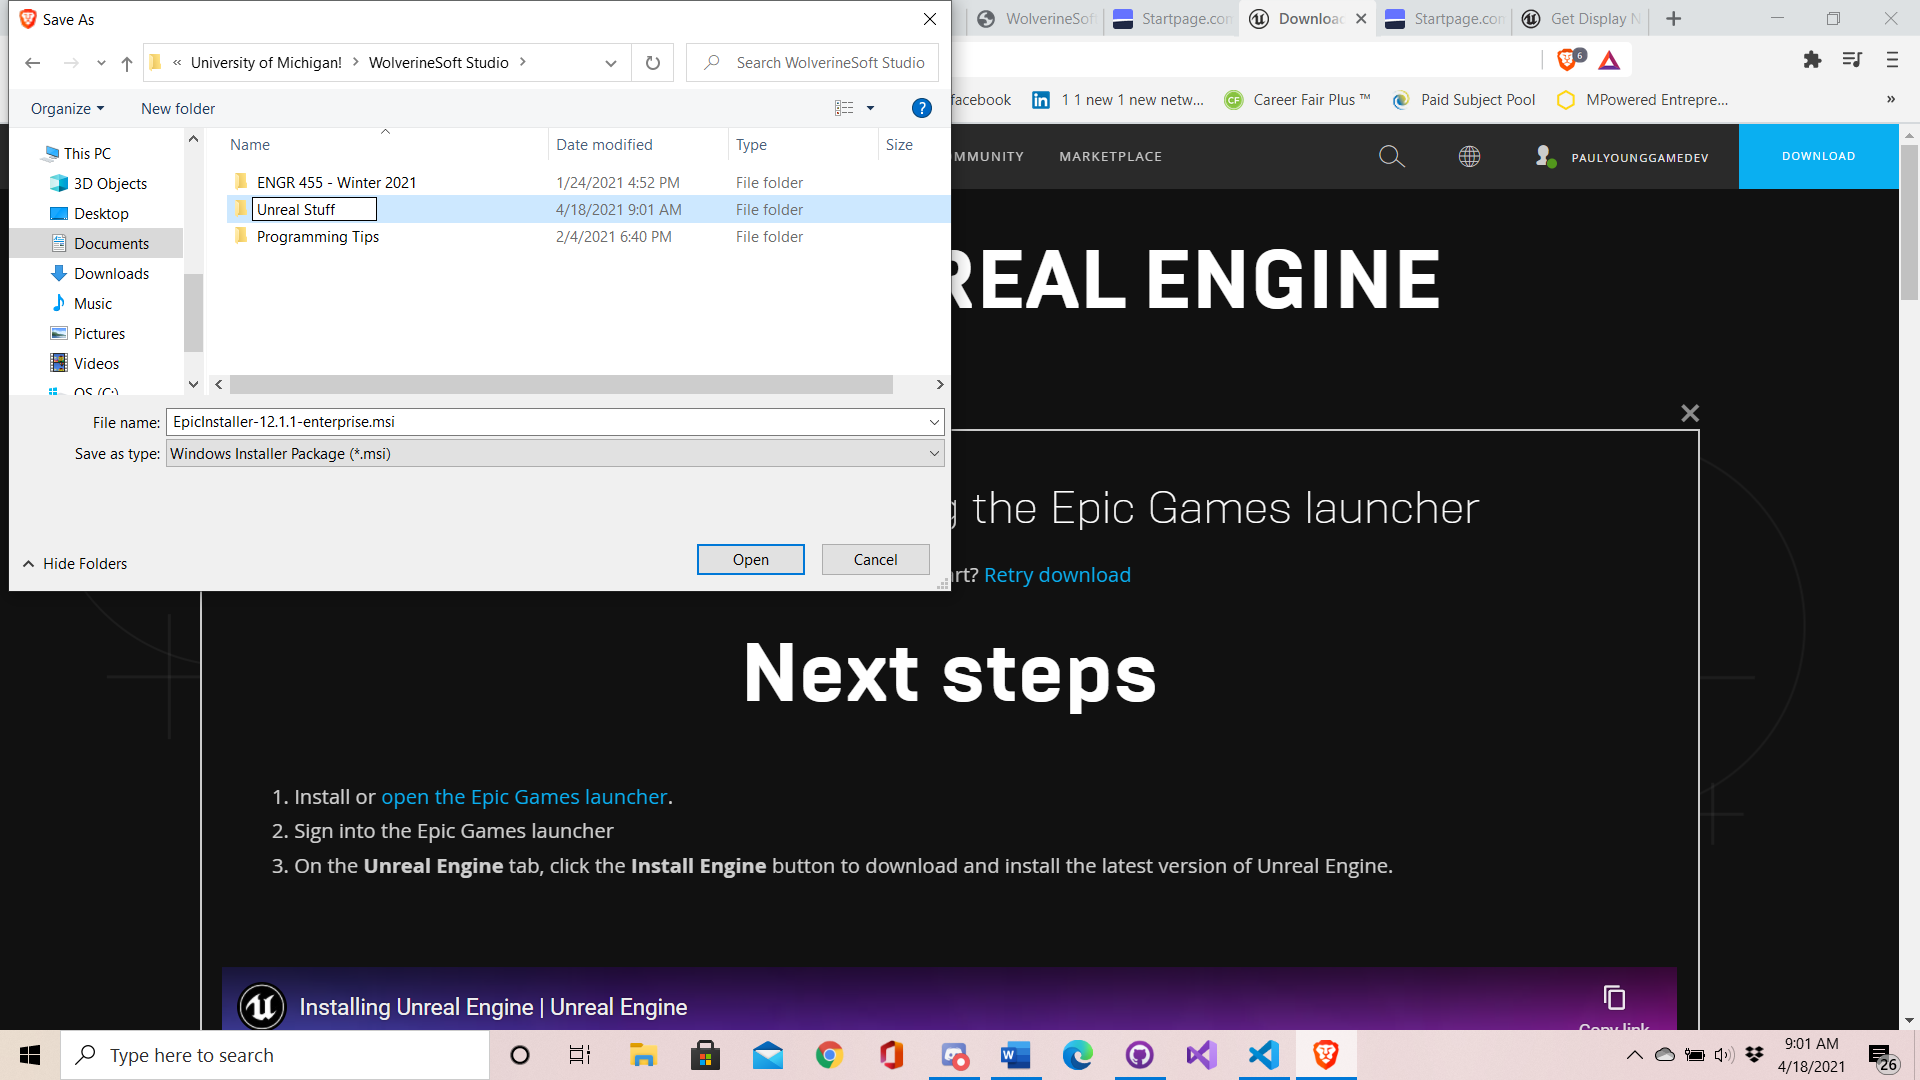 Save As
« University of Michigan! > WolverineSoft Studio >
Search WolverineSoft Studio
Organize
New folder
?
This PC
3D Objects
Desktop
Documents
Downloads
Music
Pictures
Videos
OS (C:)
Name Date modified Type Size
ENGR 455 - Winter 2021 1/24/2021 4:52 PM File folder
Unreal Stuff 4/18/2021 9:01 AM File folder
Programming Tips 2/4/2021 6:40 PM File folder
File name: EpicInstaller-12.1.1-enterprise.msi
Save as type: Windows Installer Package (*.msi)
Hide Folders
Open
Cancel
WolverineSoft
Startpage.com
Download
Startpage.com
Get Display N
6
facebook
1 1 new 1 new netw...
CF Career Fair Plus ™
Paid Subject Pool
MPowered Entrepre...
»
MMUNITY
MARKETPLACE
PAULYOUNGGAMEDEV
DOWNLOAD
REAL ENGINE
g the Epic Games launcher
art? Retry download
Next steps
1. Install or open the Epic Games launcher.
2. Sign into the Epic Games launcher
3. On the Unreal Engine tab, click the Install Engine button to download and install the latest version of Unreal Engine.
Installing Unreal Engine | Unreal Engine
Copy link
Type here to search
9:01 AM
4/18/2021
26